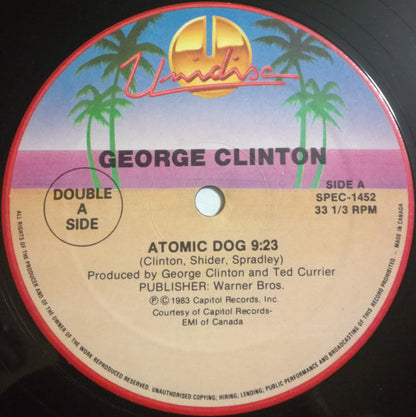 Unidisc
GEORGE CLINTON
DOUBLE
A
SIDE
SIDE A
SPEC-1452
33 1/3 RPM
ATOMIC DOG 9:23
(Clinton, Shider, Spradley)
Produced by George Clinton and Ted Currier
PUBLISHER: Warner Bros.
Ⓟ © 1983 Capitol Records, Inc.
Courtesy of Capitol Records-
EMI of Canada
ALL RIGHTS OF THE PRODUCER AND OF THE OWNER OF THE WORK REPRODUCED RESERVED. UNAUTHORISED COPYING; HIRING; LENDING; PUBLIC PERFORMANCE AND BROADCASTING OF THIS RECORD PROHIBITED. - MADE IN CANADA